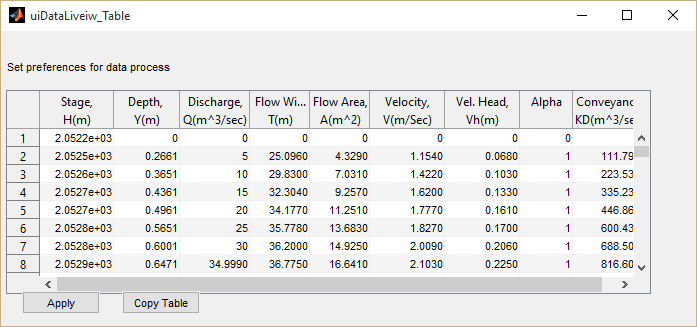 uiDataLiveiw_Table
Set preferences for data process
Stage, Depth, Discharge, Flow Wi... Flow Area, Velocity, Vel. Head, Alpha Conveyanc
H(m) Y(m) Q(m^3/sec) T(m) A(m^2) V(m/Sec) Vh(m) KD(m^3/se
1 2.0522e+03 0 0 0 0 0 0 0
2 2.0525e+03 0.2661 5 25.0960 4.3290 1.1540 0.0680 1 111.79
3 2.0526e+03 0.3651 10 29.8300 7.0310 1.4220 0.1030 1 223.53
4 2.0527e+03 0.4361 15 32.3040 9.2570 1.6200 0.1330 1 335.23
5 2.0527e+03 0.4961 20 34.1770 11.2510 1.7770 0.1610 1 446.86
6 2.0528e+03 0.5651 25 35.7780 13.6830 1.8270 0.1700 1 600.43
7 2.0528e+03 0.6001 30 36.2000 14.9250 2.0090 0.2060 1 688.50
8 2.0529e+03 0.6471 34.9990 36.7750 16.6410 2.1030 0.2250 1 816.60
Apply Copy Table